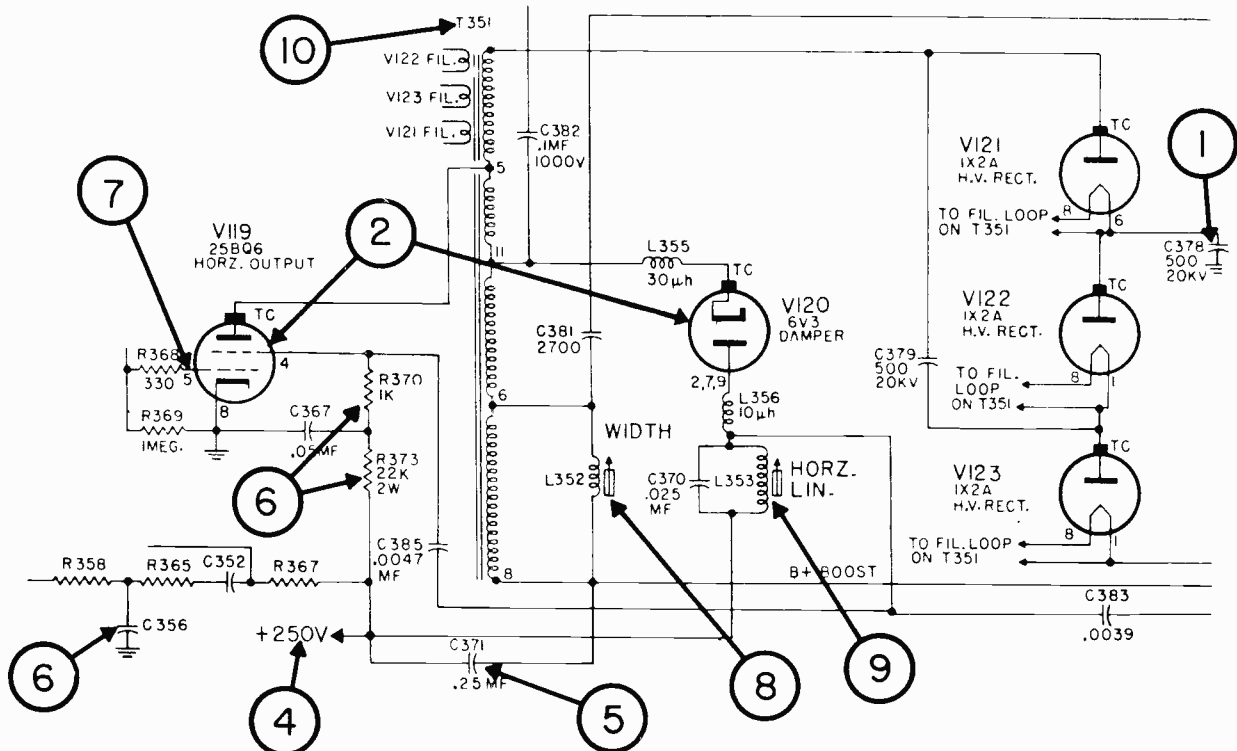 T351
10
V122 FIL.
V123 FIL.
V121 FIL.
C382
.1MF
1000V
5
TC
V121
1X2A
H.V. RECT.
8
6
TO FIL. LOOP
ON T351
1
C378
500
20KV
7
2
V119
25BQ6
HORZ. OUTPUT
TC
11
L355
30µh
TC
V120
6V3
DAMPER
2,7,9
C381
2700
TC
V122
1X2A
H.V. RECT.
C379
500
20KV
8
1
TO FIL.
LOOP
ON T351
R368
330
5
4
8
R370
1K
R369
1MEG.
C367
.05MF
6
L356
10µh
WIDTH
R373
22K
2W
6
L352
C370
.025
MF
L353
HORZ.
LIN.
TC
V123
1X2A
H.V. RECT.
8
1
TO FIL. LOOP
ON T351
C385
.0047
MF
8
B+ BOOST
R358
R365
C352
R367
C356
6
+250V
4
C371
.25 MF
5
8
9
C383
.0039